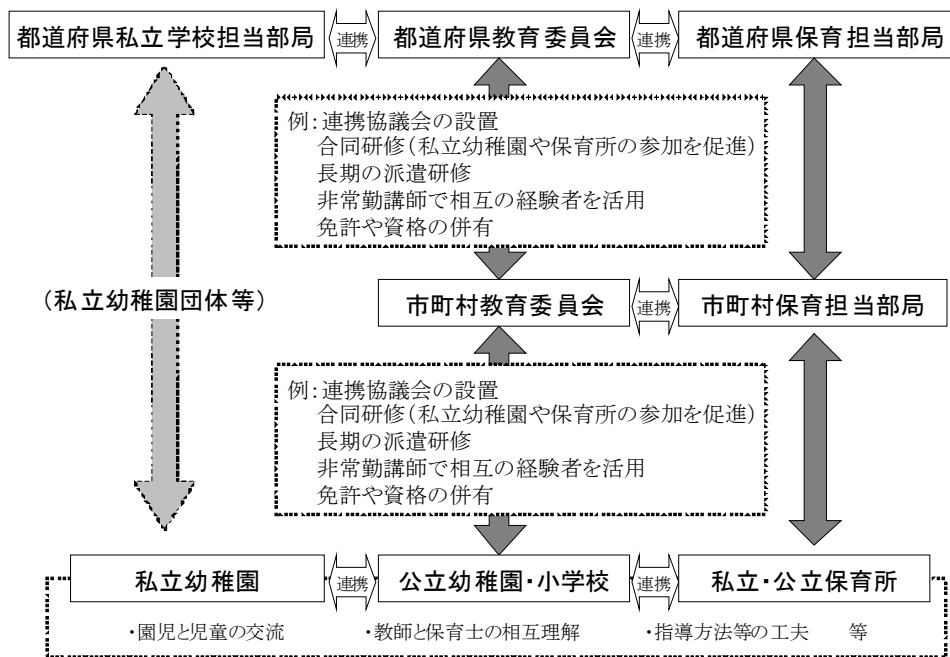 都道府県私立学校担当部局 連携 都道府県教育委員会 連携 都道府県保育担当部局
例：連携協議会の設置
合同研修（私立幼稚園や保育所の参加を促進）
長期の派遣研修
非常勤講師で相互の経験者を活用
免許や資格の併有
（私立幼稚園団体等）
市町村教育委員会 連携 市町村保育担当部局
例：連携協議会の設置
合同研修（私立幼稚園や保育所の参加を促進）
長期の派遣研修
非常勤講師で相互の経験者を活用
免許や資格の併有
私立幼稚園 連携 公立幼稚園・小学校 連携 私立・公立保育所
・園児と児童の交流 ・教師と保育士の相互理解 ・指導方法等の工夫 等